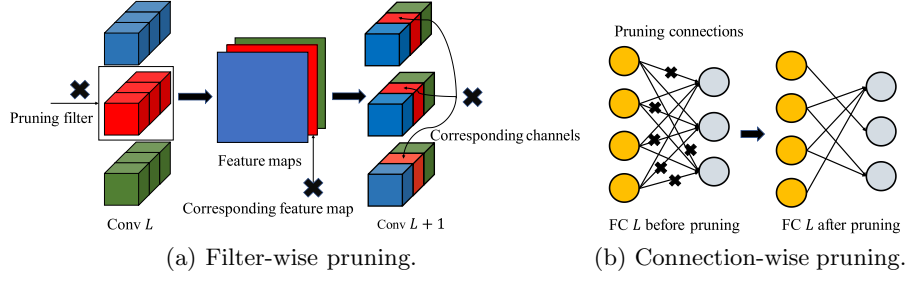 Pruning filter
Conv L
Feature maps
Corresponding feature map
Corresponding channels
Conv L + 1
(a) Filter-wise pruning.
Pruning connections
FC L before pruning
FC L after pruning
(b) Connection-wise pruning.